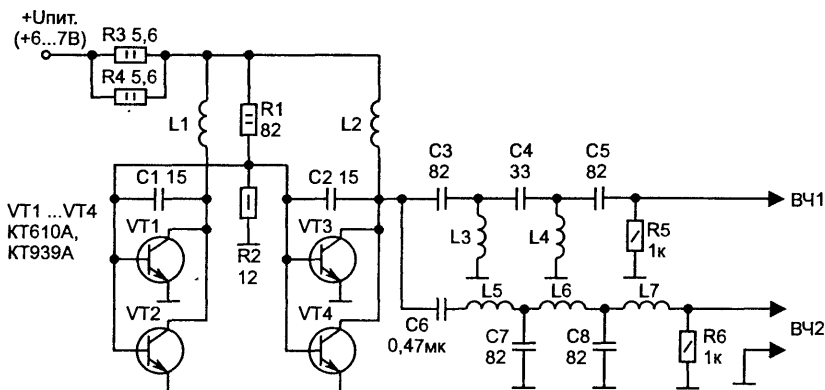 +Uпит.
(+6...7В)
R3 5,6
R4 5,6
L1
R1
82
L2
C1 15
R2
12
C2 15
VT1 ...VT4
КТ610А,
КТ939А
VT1
VT2
VT3
VT4
C3
82
C4
33
C5
82
L3
L4
R5
1к
ВЧ1
C6
0,47мк
L5
L6
L7
C7
82
C8
82
R6
1к
ВЧ2